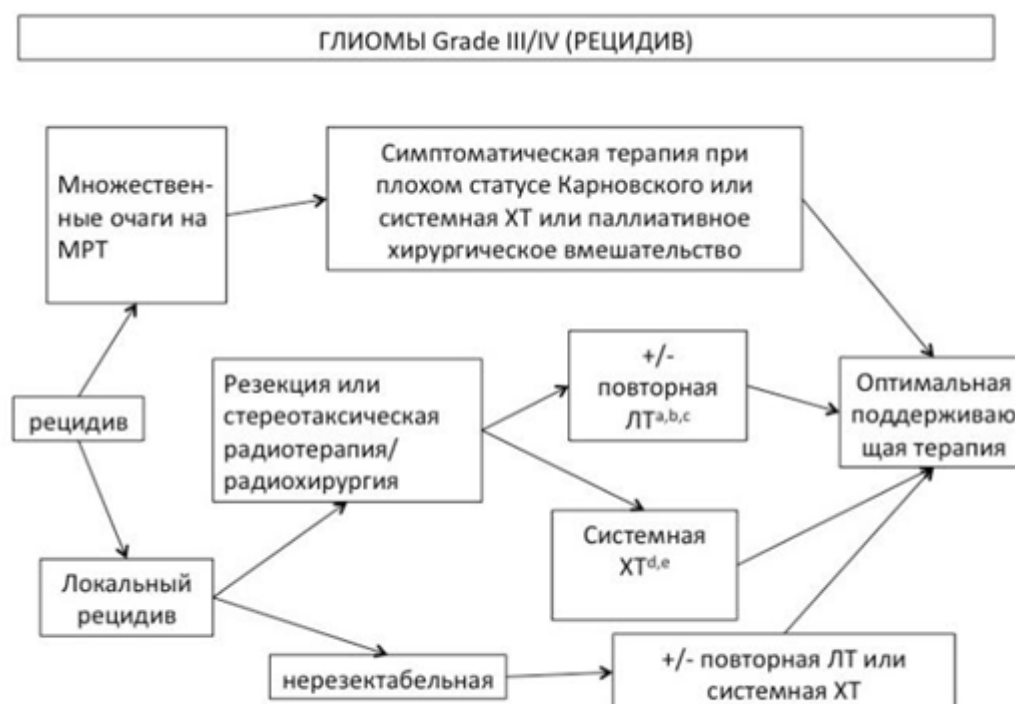 ГЛИОМЫ Grade III/IV (РЕЦИДИВ)
Множествен-
ные очаги на
МРТ
Симптоматическая терапия при
плохом статусе Карновского или
системная ХТ или паллиативное
хирургическое вмешательство
рецидив
Резекция или
стереотаксическая
радиотерапия/
радиохирургия
+/-
повторная
ЛТa,b,c
Оптимальная
поддерживаю
щая терапия
Системная
ХТd,e
Локальный
рецидив
нерезектабельная
+/- повторная ЛТ или
системная ХТ